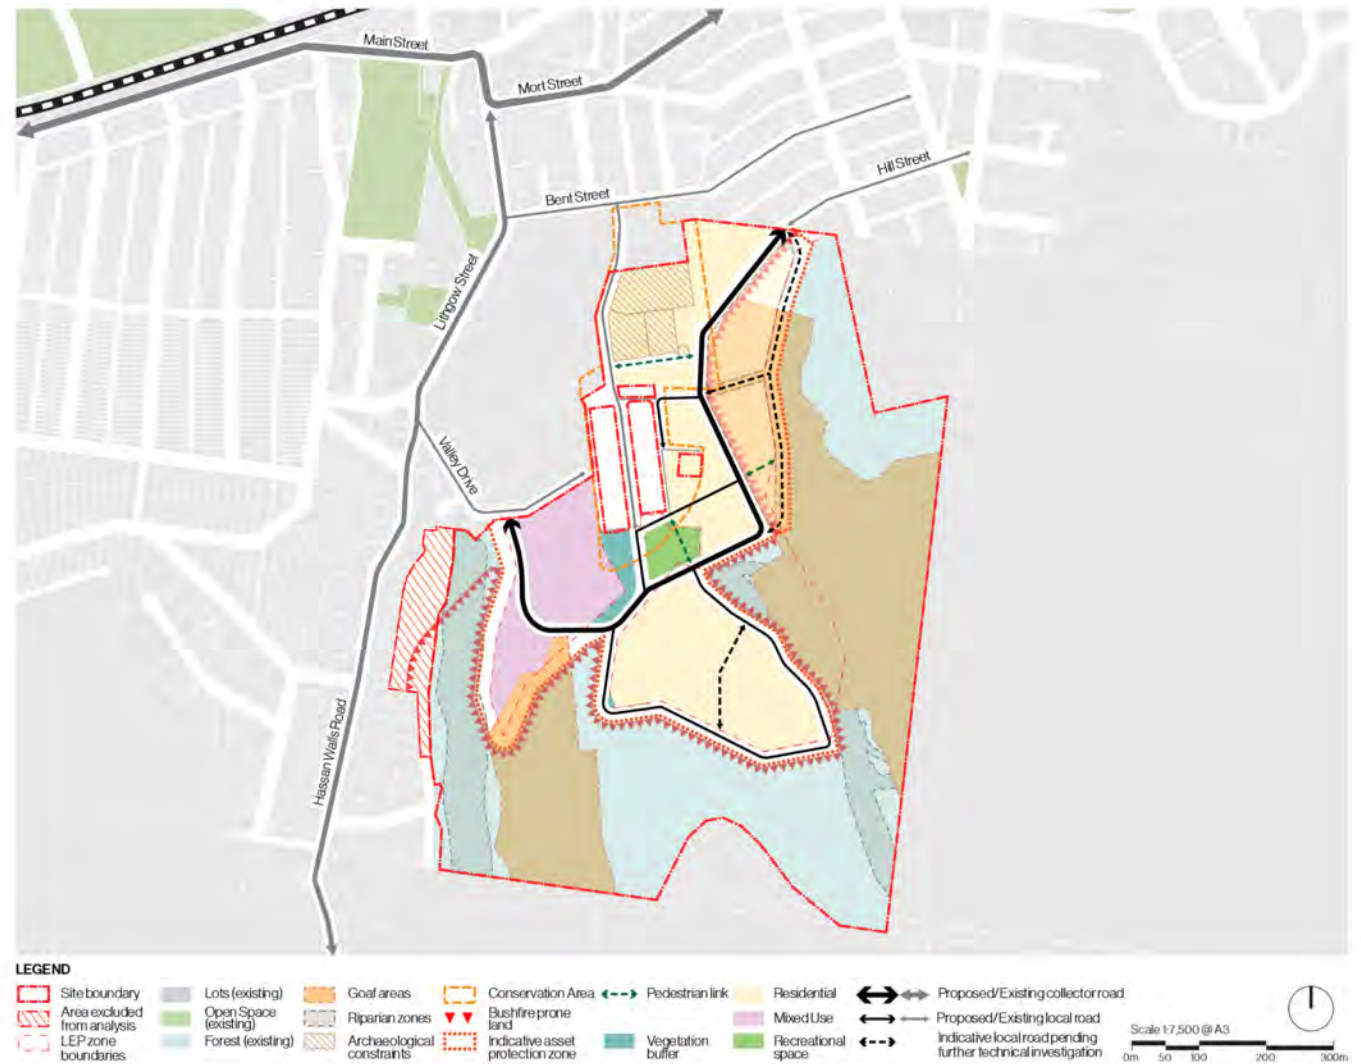 Main Street
Mort Street
Hill Street
Bent Street
Lithgow Street
Valley Drive
Hassan Walls Road
LEGEND
Site boundary
Area excluded
from analysis
LEP zone
boundaries
Lots (existing)
Open Space
(existing)
Forest (existing)
Goaf areas
Riparian zones
Archaeological
constraints
Conservation Area
Bushfire prone
land
Indicative asset
protection zone
Pedestrian link
Vegetation
buffer
Residential
Mixed Use
Recreational
space
Proposed/Existing collector road
Proposed/Existing local road
Indicative local road pending
further technical investigation
Scale 1:7,500 @ A3
0m 50 100 200 300m